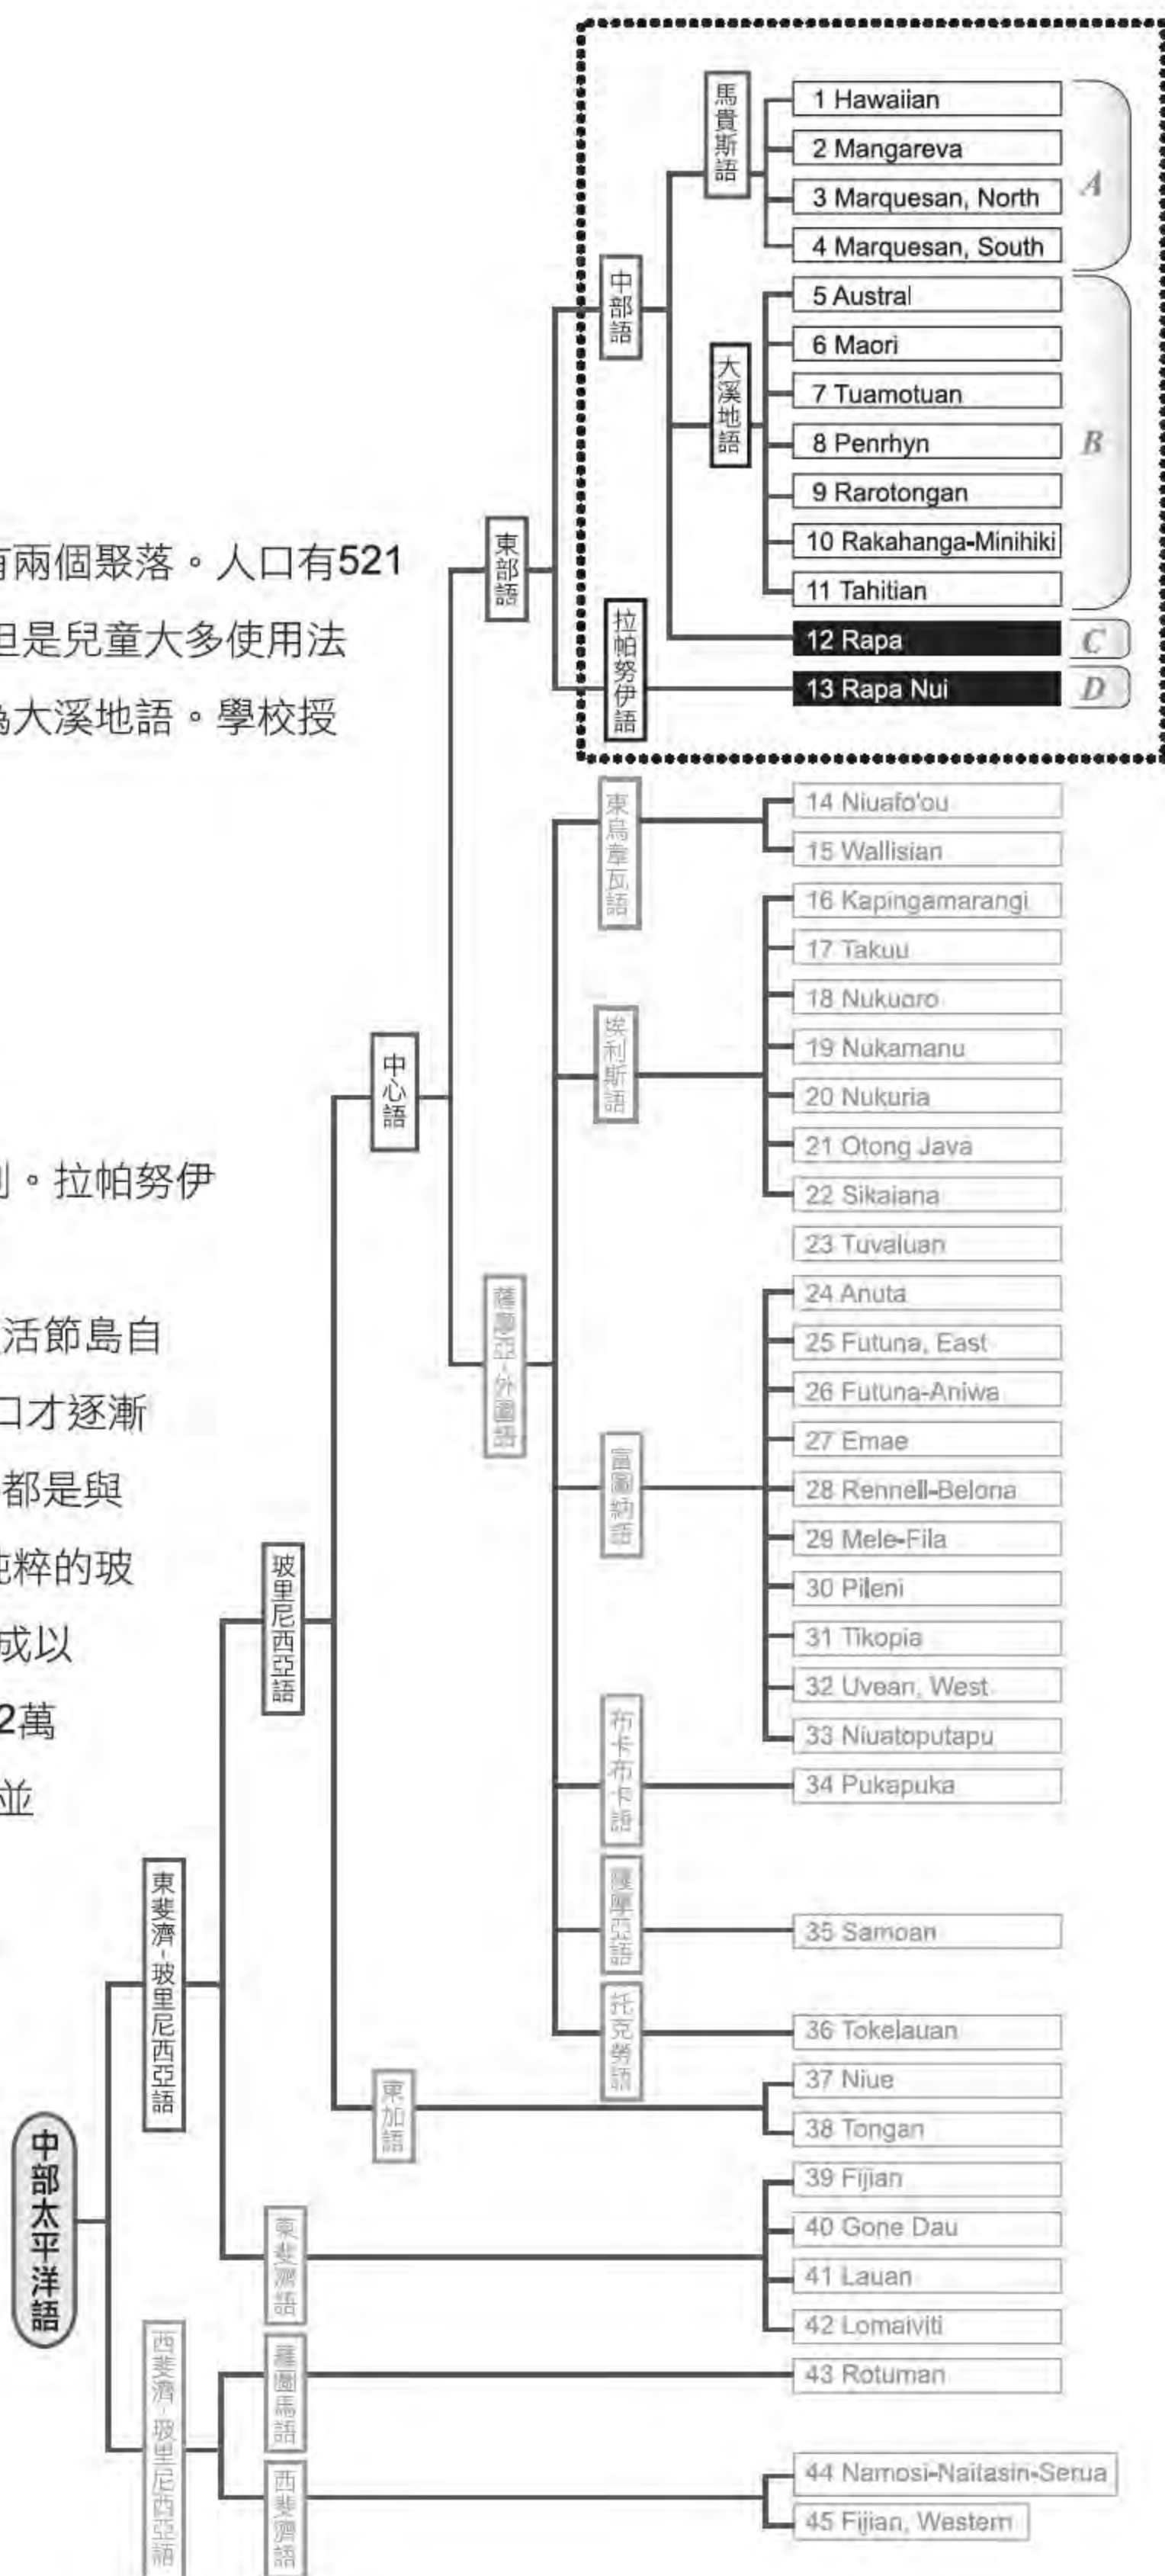 有兩個聚落。人口有521
但是兒童大多使用法
為大溪地語。學校授
。拉帕努伊
活節島自
口才逐漸
都是與
純粹的玻
成以
2萬
並
中部太平洋語
東斐濟-玻里尼西亞語
西斐濟-玻里尼西亞語
玻里尼西亞語
東斐濟語
羅圖馬語
西斐濟語
中心語
東加語
東部語
薩摩亞-外圍語
中部語
拉帕努伊語
東烏韋瓦語
埃利斯語
富圖納語
布卡布卡語
薩摩亞語
托克勞語
馬貴斯語
大溪地語
1 Hawaiian
2 Mangareva
3 Marquesan, North
4 Marquesan, South
A
5 Austral
6 Maori
7 Tuamotuan
8 Penrhyn
9 Rarotongan
10 Rakahanga-Minihiki
11 Tahitian
B
12 Rapa
C
13 Rapa Nui
D
14 Niuafo'ou
15 Wallisian
16 Kapingamarangi
17 Takuu
18 Nukuoro
19 Nukamanu
20 Nukuria
21 Otong Java
22 Sikaiana
23 Tuvaluan
24 Anuta
25 Futuna, East
26 Futuna-Aniwa
27 Emae
28 Rennell-Belona
29 Mele-Fila
30 Pileni
31 Tikopia
32 Uvean, West
33 Niuatoputapu
34 Pukapuka
35 Samoan
36 Tokelauan
37 Niue
38 Tongan
39 Fijian
40 Gone Dau
41 Lauan
42 Lomaiviti
43 Rotuman
44 Namosi-Naitasin-Serua
45 Fijian, Western